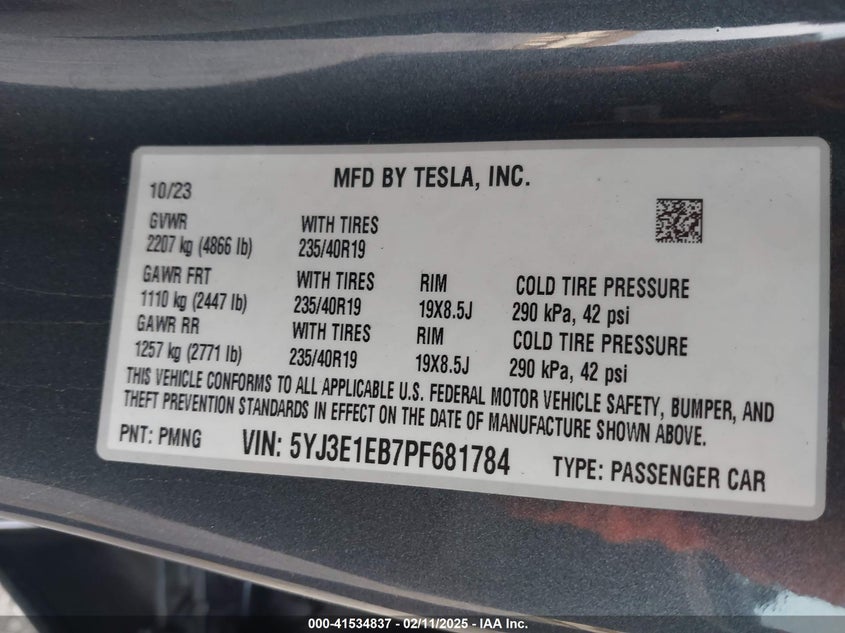 MFD BY TESLA, INC.
10/23
GVWR WITH TIRES
2207 kg (4866 lb) 235/40R19
GAWR FRT WITH TIRES RIM COLD TIRE PRESSURE
1110 kg (2447 lb) 235/40R19 19X8.5J 290 kPa, 42 psi
GAWR RR WITH TIRES RIM COLD TIRE PRESSURE
1257 kg (2771 lb) 235/40R19 19X8.5J 290 kPa, 42 psi
THIS VEHICLE CONFORMS TO ALL APPLICABLE U.S. FEDERAL MOTOR VEHICLE SAFETY, BUMPER, AND
THEFT PREVENTION STANDARDS IN EFFECT ON THE DATE OF MANUFACTURE SHOWN ABOVE.
PNT: PMNG VIN: 5YJ3E1EB7PF681784 TYPE: PASSENGER CAR
000-41534837 - 02/11/2025 - IAA, Inc.